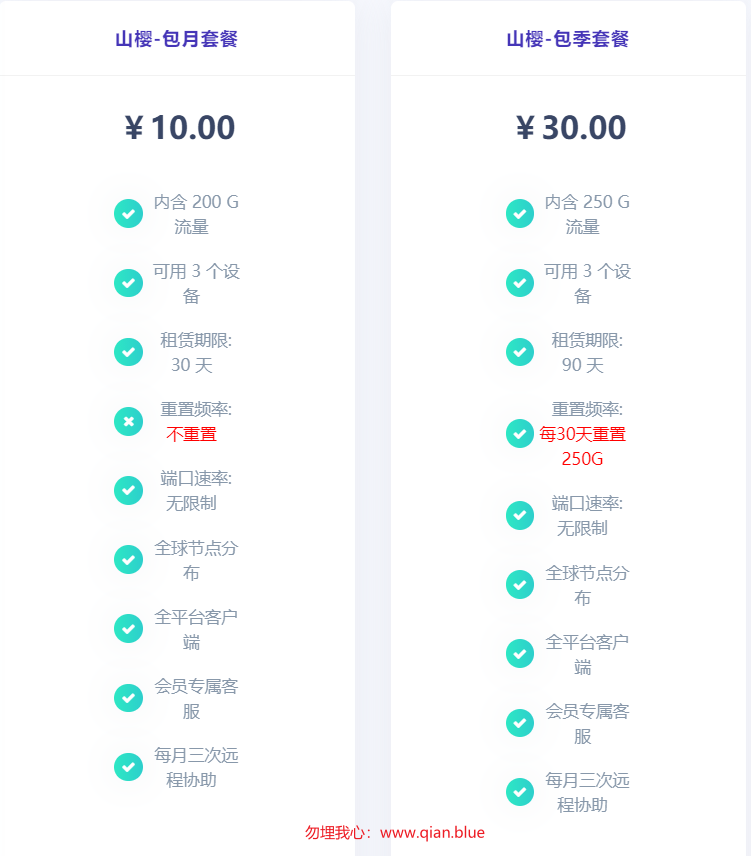 山樱-包月套餐
¥ 10.00
内含 200 G
流量
可用 3 个设
备
租赁期限:
30 天
重置频率:
不重置
端口速率:
无限制
全球节点分
布
全平台客户
端
会员专属客
服
每月三次远
程协助
山樱-包季套餐
¥ 30.00
内含 250 G
流量
可用 3 个设
备
租赁期限:
90 天
重置频率:
每30天重置
250G
端口速率:
无限制
全球节点分
布
全平台客户
端
会员专属客
服
每月三次远
程协助
勿埋我心：www.qian.blue